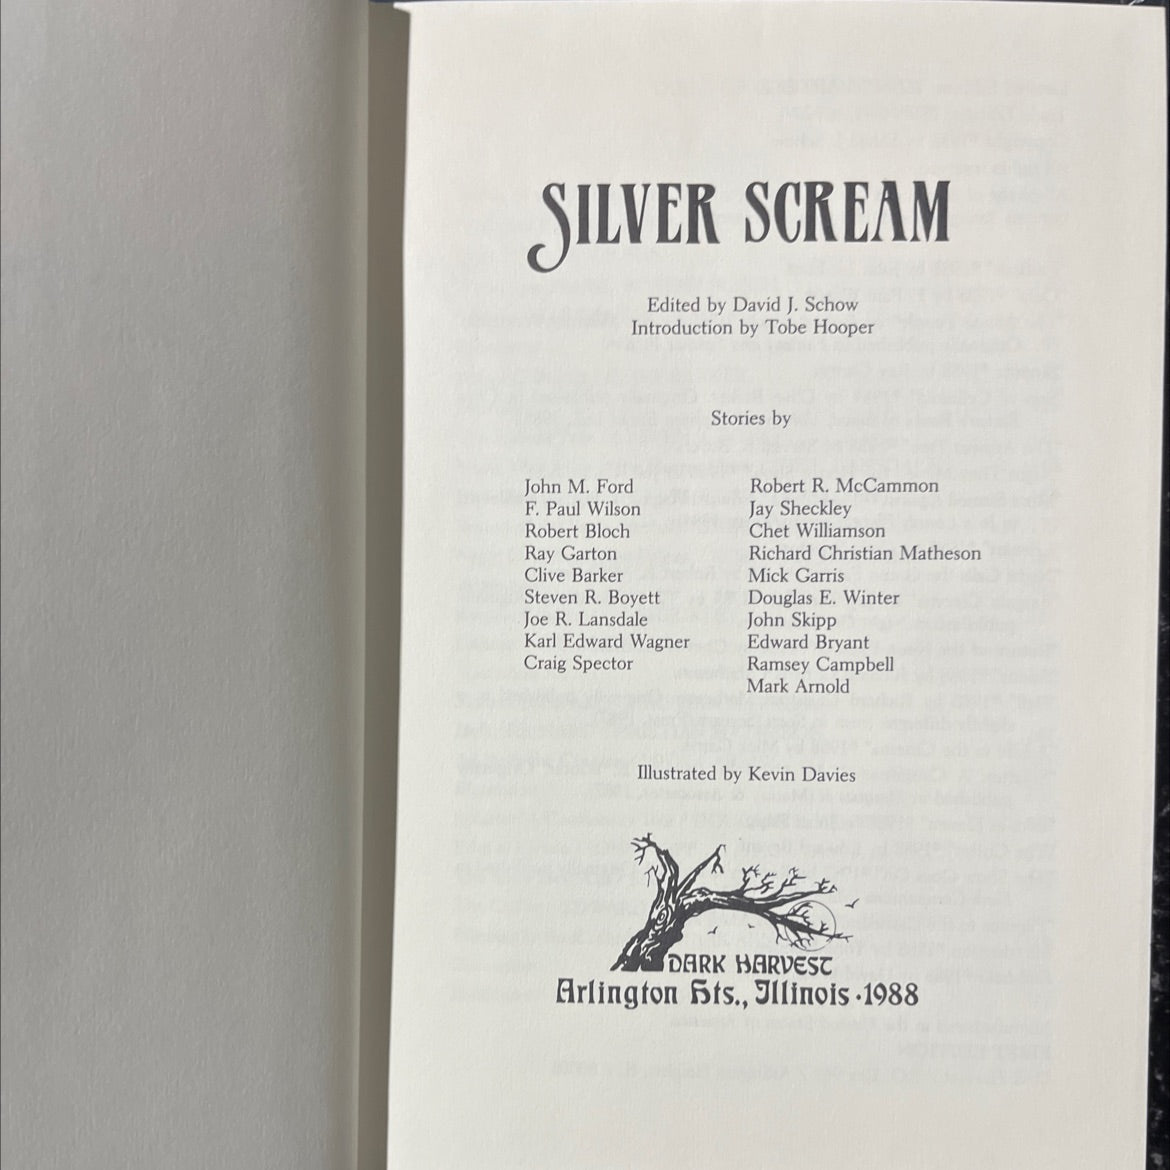 SILVER SCREAM
Edited by David J. Schow
Introduction by Tobe Hooper
Stories by
John M. Ford
F. Paul Wilson
Robert Bloch
Ray Garton
Clive Barker
Steven R. Boyett
Joe R. Lansdale
Karl Edward Wagner
Craig Spector
Robert R. McCammon
Jay Sheckley
Chet Williamson
Richard Christian Matheson
Mick Garris
Douglas E. Winter
John Skipp
Edward Bryant
Ramsey Campbell
Mark Arnold
Illustrated by Kevin Davies
DARK HARVEST
Arlington Hts., Illinois · 1988